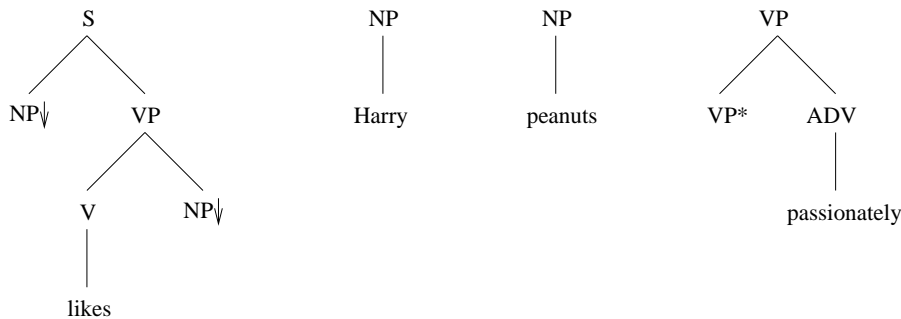 S NP NP VP
NP↓ VP Harry peanuts VP* ADV
V NP↓ passionately
likes